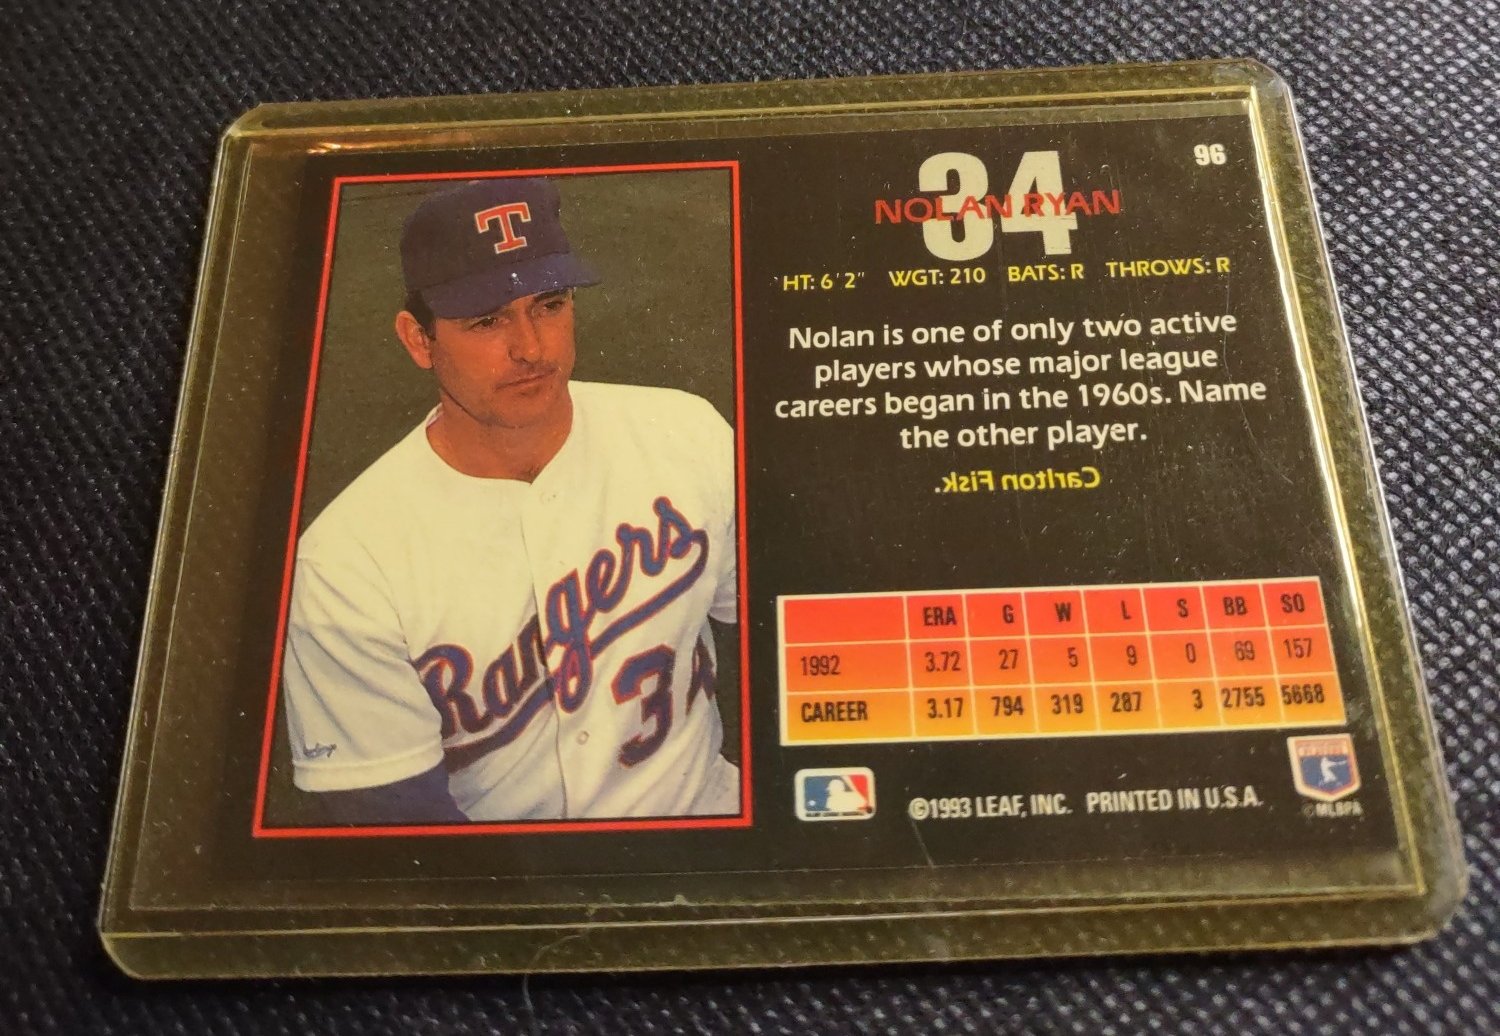 96
34
NOLAN RYAN
HT: 6' 2" WGT: 210 BATS: R THROWS: R
Nolan is one of only two active
players whose major league
careers began in the 1960s. Name
the other player.
Carlton Fisk.
T
Rangers
34
ERA G W L S BB SO
1992 3.72 27 5 9 0 69 157
CAREER 3.17 794 319 287 3 2755 5668
©1993 LEAF, INC. PRINTED IN U.S.A.
©MLBPA